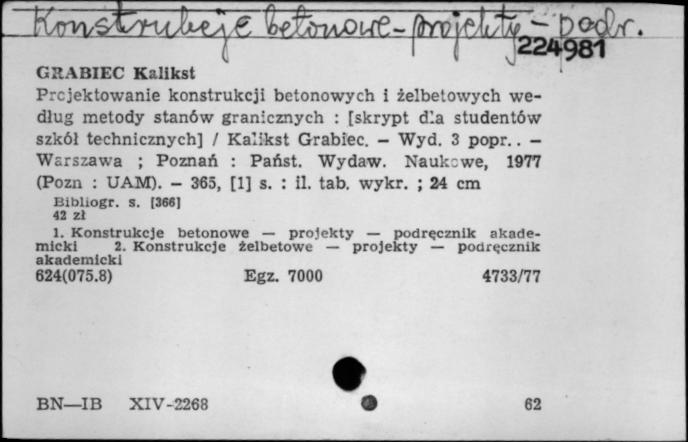 Konstrukcje betonowe - projekty - podr.
224981
GRABIEC Kalikst
Projektowanie konstrukcji betonowych i żelbetowych we-
dług metody stanów granicznych : [skrypt dla studentów
szkół technicznych] / Kalikst Grabiec. – Wyd. 3 popr.. –
Warszawa ; Poznań : Państ. Wydaw. Naukowe, 1977
(Pozn : UAM). – 365, [1] s. : il. tab. wykr. ; 24 cm
Bibliogr. s. [366]
42 zł
1. Konstrukcje betonowe — projekty — podręcznik akade-
micki 2. Konstrukcje żelbetowe — projekty — podręcznik
akademicki
624(075.8) Egz. 7000 4733/77
BN—IB XIV-2268 62